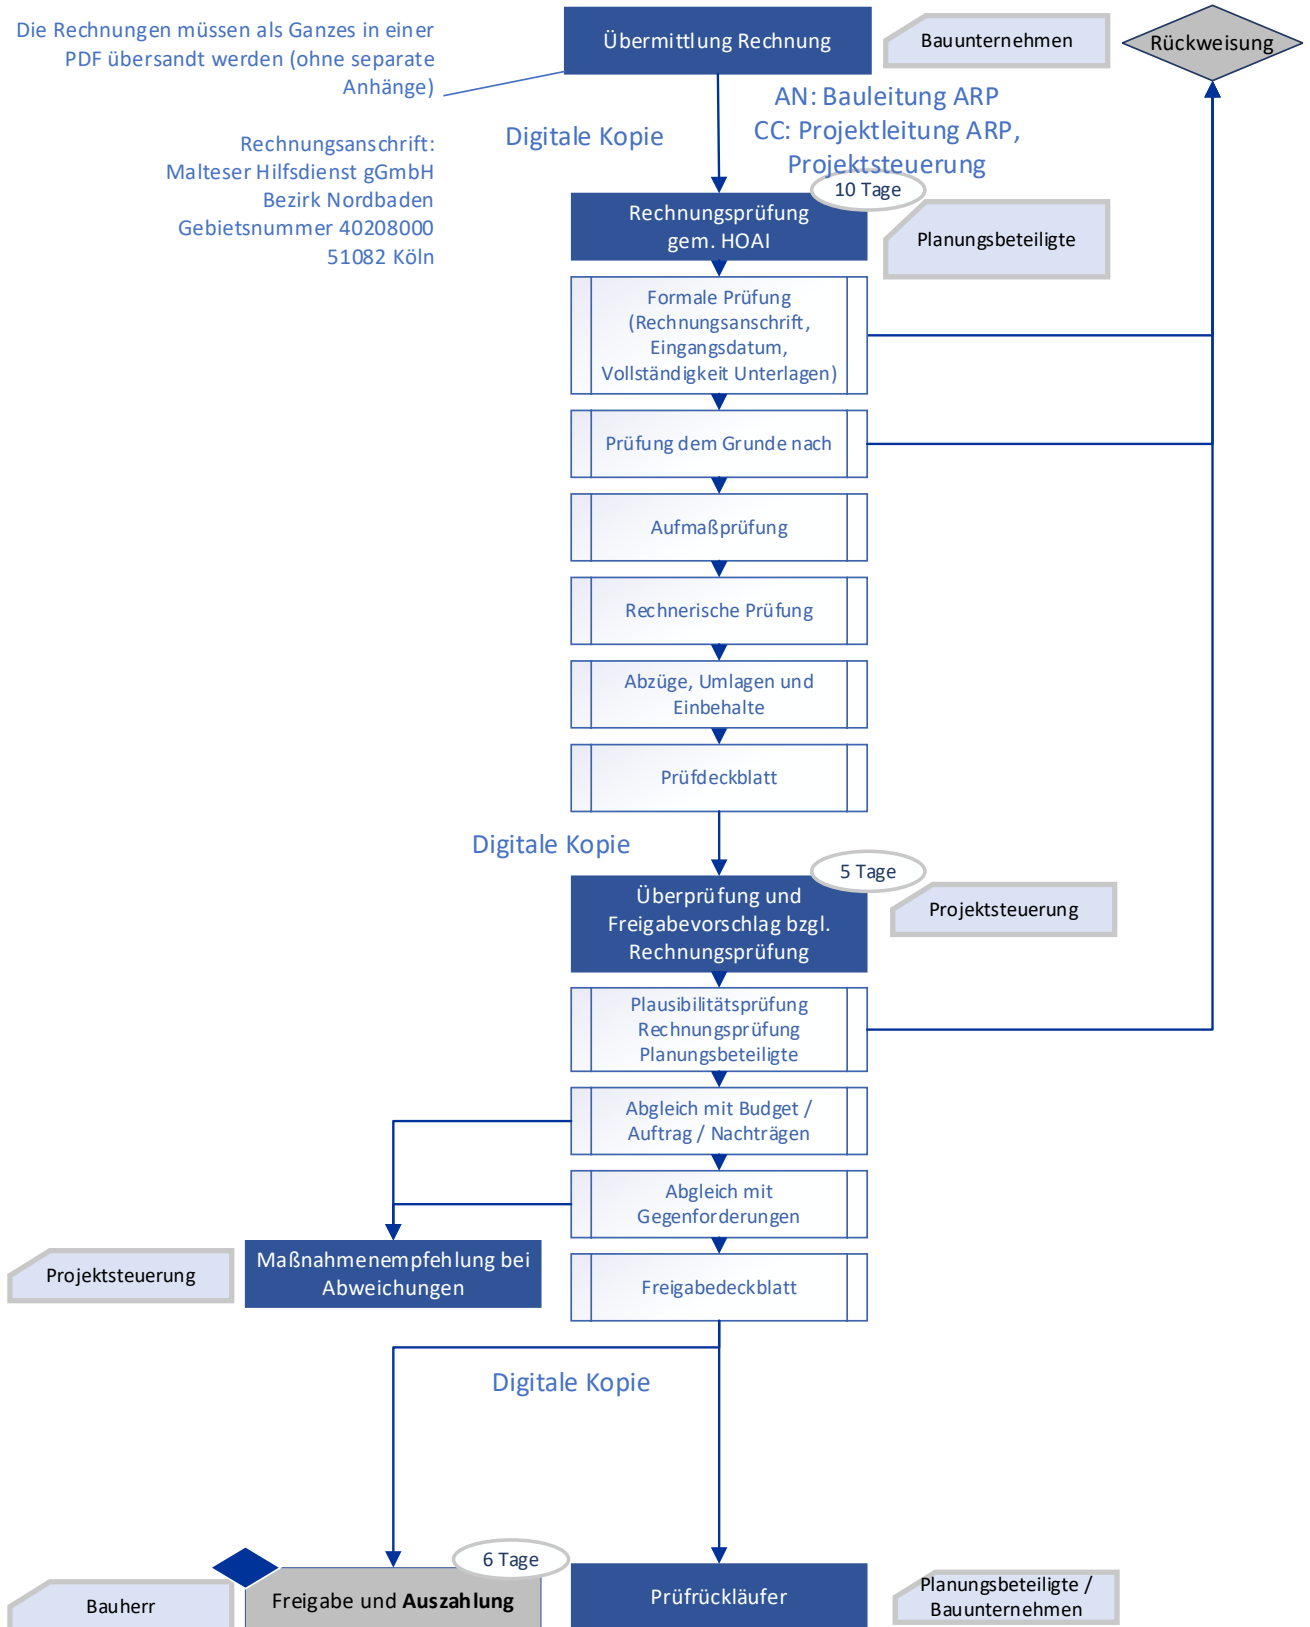 Die Rechnungen müssen als Ganzes in einer
PDF übersandt werden (ohne separate
Anhänge)
Rechnungsanschrift:
Malteser Hilfsdienst gGmbH
Bezirk Nordbaden
Gebietsnummer 40208000
51082 Köln
Übermittlung Rechnung
Bauunternehmen
Rückweisung
Digitale Kopie
AN: Bauleitung ARP
CC: Projektleitung ARP,
Projektsteuerung
10 Tage
Rechnungsprüfung
gem. HOAI
Planungsbeteiligte
Formale Prüfung
(Rechnungsanschrift,
Eingangsdatum,
Vollständigkeit Unterlagen)
Prüfung dem Grunde nach
Aufmaßprüfung
Rechnerische Prüfung
Abzüge, Umlagen und
Einbehalte
Prüfdeckblatt
Digitale Kopie
5 Tage
Überprüfung und
Freigabevorschlag bzgl.
Rechnungsprüfung
Projektsteuerung
Plausibilitätsprüfung
Rechnungsprüfung
Planungsbeteiligte
Abgleich mit Budget /
Auftrag / Nachträgen
Abgleich mit
Gegenforderungen
Projektsteuerung
Maßnahmenempfehlung bei
Abweichungen
Freigabedeckblatt
Digitale Kopie
6 Tage
Bauherr
Freigabe und Auszahlung
Prüfrückläufer
Planungsbeteiligte /
Bauunternehmen